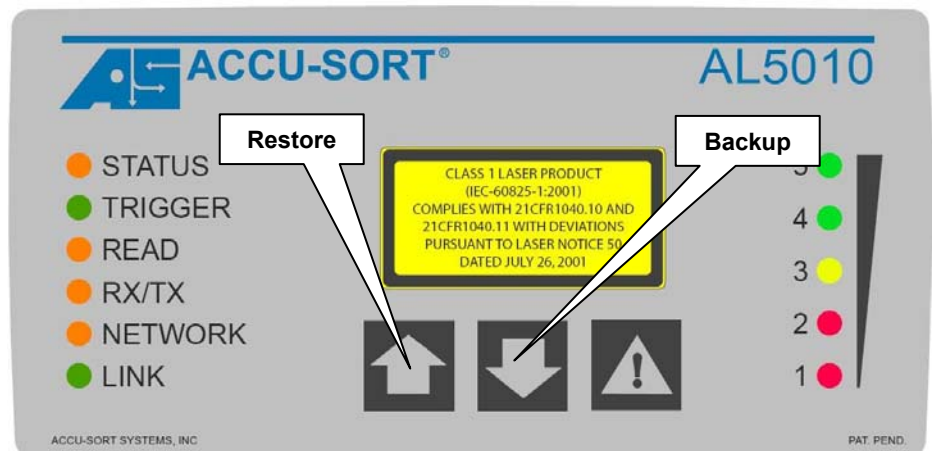 ACCU-SORT®
AL5010
Restore
Backup
STATUS
TRIGGER
READ
RX/TX
NETWORK
LINK
CLASS 1 LASER PRODUCT
(IEC-60825-1:2001)
COMPLIES WITH 21CFR1040.10 AND
21CFR1040.11 WITH DEVIATIONS
PURSUANT TO LASER NOTICE 50,
DATED JULY 26, 2001
4
3
2
1
ACCU-SORT SYSTEMS, INC
PAT. PEND.